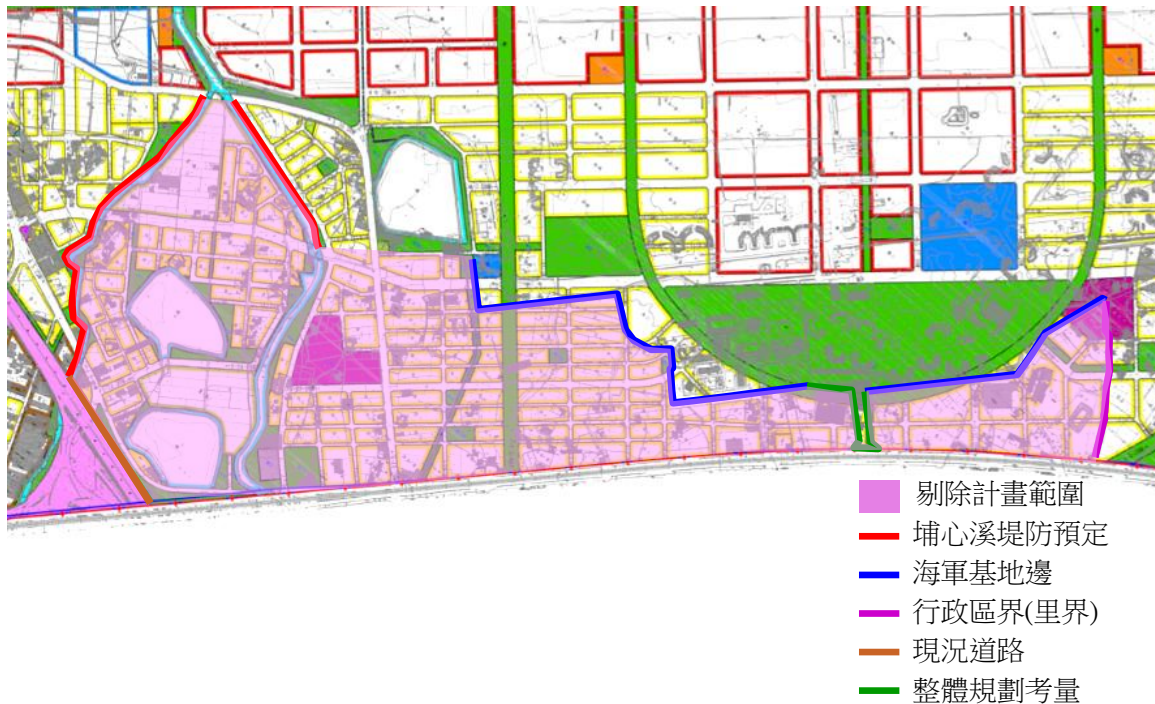 剔除計畫範圍
埔心溪堤防預定
海軍基地邊
行政區界(里界)
現況道路
整體規劃考量